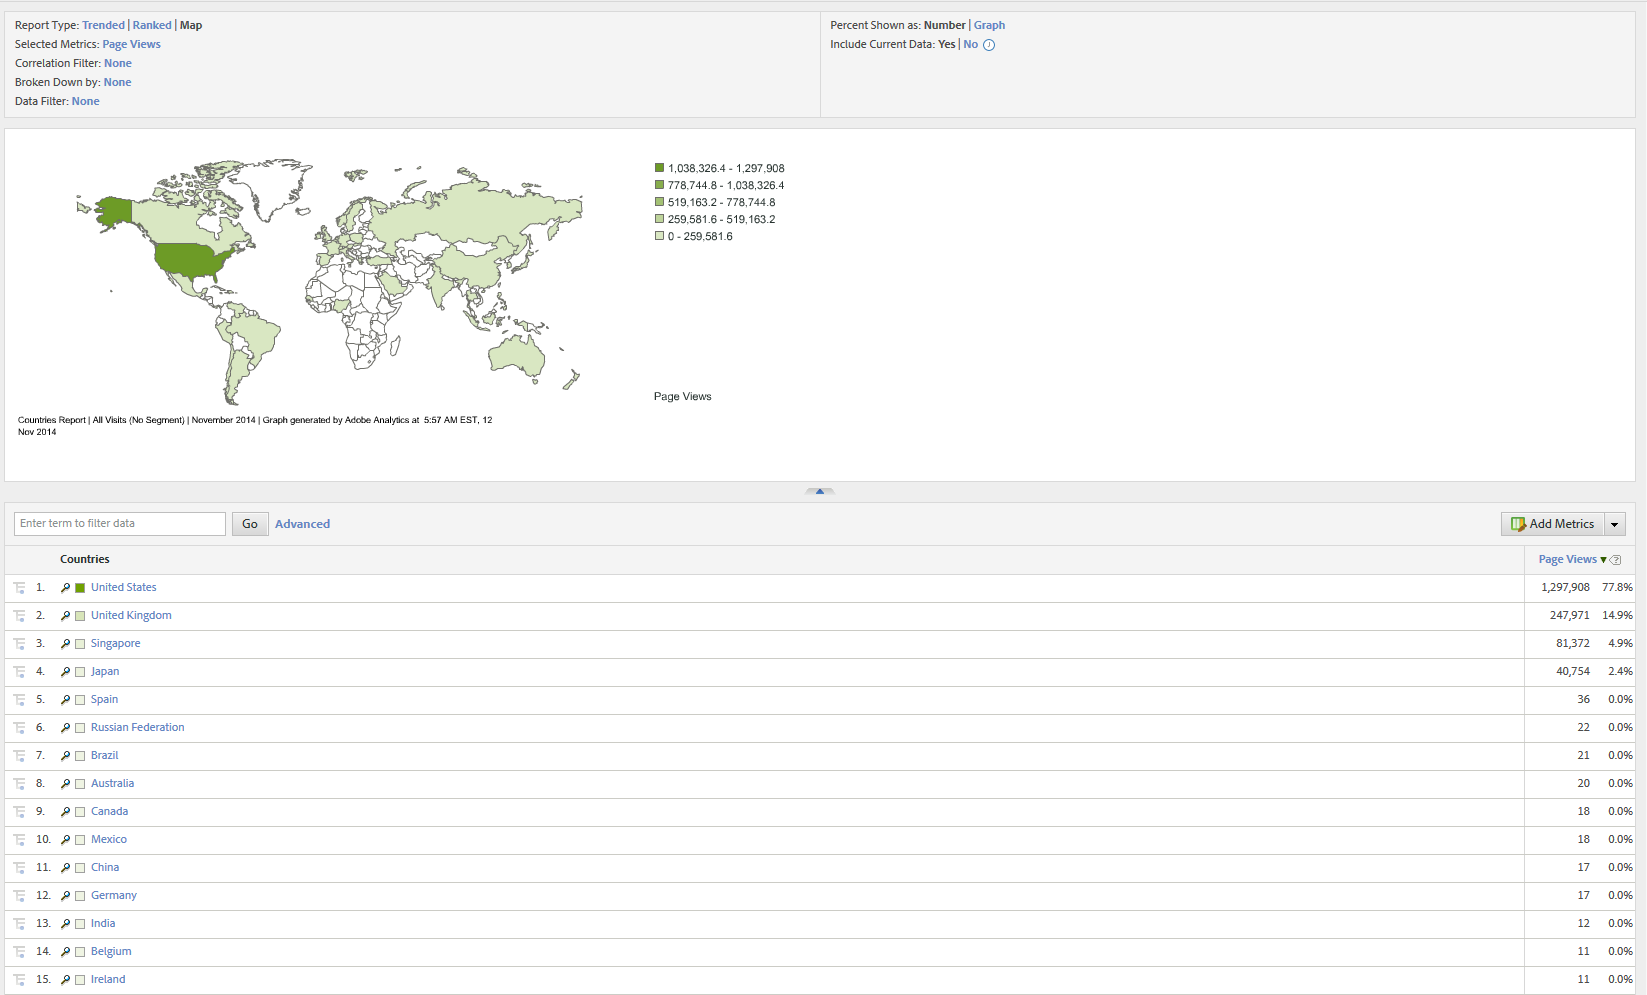 Report Type: Trended | Ranked | Map
Selected Metrics: Page Views
Correlation Filter: None
Broken Down by: None
Data Filter: None
Percent Shown as: Number | Graph
Include Current Data: Yes | No
1,038,326.4 - 1,297,908
778,744.8 - 1,038,326.4
519,163.2 - 778,744.8
259,581.6 - 519,163.2
0 - 259,581.6
Page Views
Countries Report | All Visits (No Segment) | November 2014 | Graph generated by Adobe Analytics at 5:57 AM EST, 12
Nov 2014
Enter term to filter data Go Advanced Add Metrics
Countries Page Views
1. United States 1,297,908 77.8%
2. United Kingdom 247,971 14.9%
3. Singapore 81,372 4.9%
4. Japan 40,754 2.4%
5. Spain 36 0.0%
6. Russian Federation 22 0.0%
7. Brazil 21 0.0%
8. Australia 20 0.0%
9. Canada 18 0.0%
10. Mexico 18 0.0%
11. China 17 0.0%
12. Germany 17 0.0%
13. India 12 0.0%
14. Belgium 11 0.0%
15. Ireland 11 0.0%